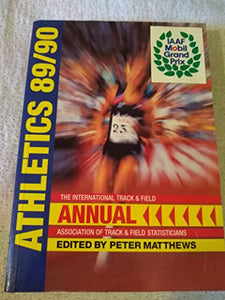 ATHLETICS 89/90
IAAF
Mobil
Grand
Prix
23
THE INTERNATIONAL TRACK & FIELD
ANNUAL
ASSOCIATION OF TRACK & FIELD STATISTICIANS
EDITED BY PETER MATTHEWS